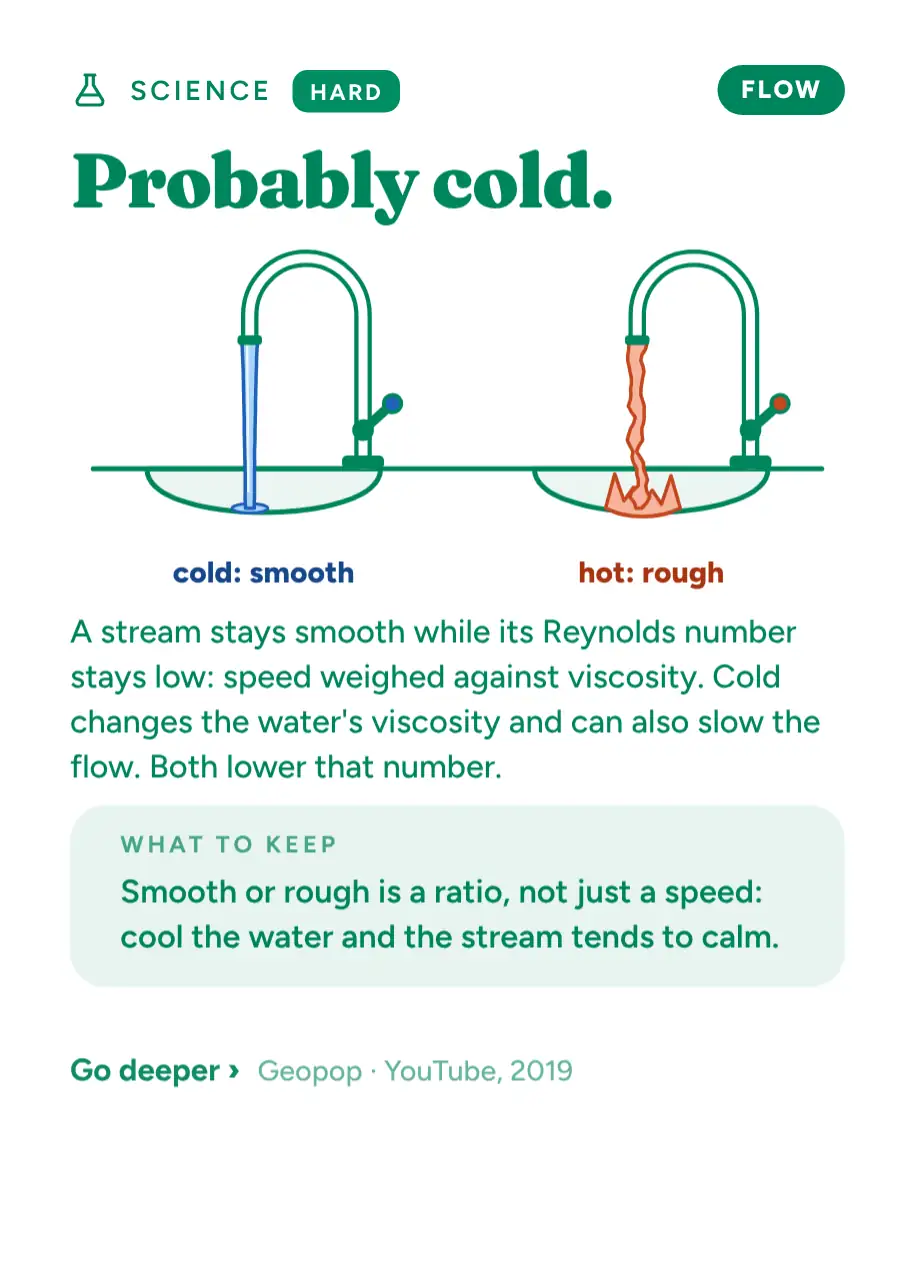 SCIENCE HARD FLOW
Probably cold.
cold: smooth hot: rough
A stream stays smooth while its Reynolds number
stays low: speed weighed against viscosity. Cold
changes the water's viscosity and can also slow the
flow. Both lower that number.
WHAT TO KEEP
Smooth or rough is a ratio, not just a speed:
cool the water and the stream tends to calm.
Go deeper › Geopop · YouTube, 2019